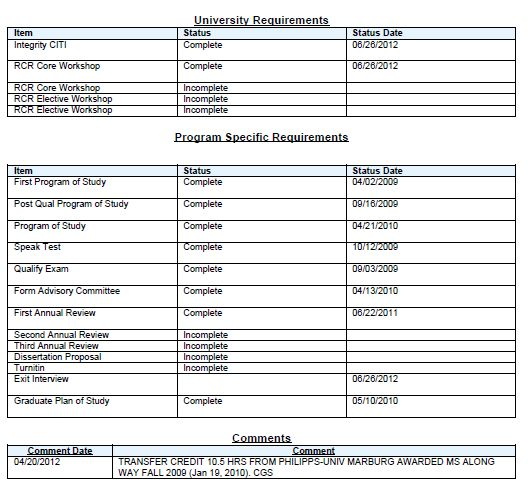 University Requirements
Item Status Status Date
Integrity CITI Complete 06/26/2012
RCR Core Workshop Complete 06/26/2012
RCR Core Workshop Incomplete
RCR Elective Workshop Incomplete
RCR Elective Workshop Incomplete
Program Specific Requirements
Item Status Status Date
First Program of Study Complete 04/02/2009
Post Qual Program of Study Complete 09/16/2009
Program of Study Complete 04/21/2010
Speak Test Complete 10/12/2009
Qualify Exam Complete 09/03/2009
Form Advisory Committee Complete 04/13/2010
First Annual Review Complete 06/22/2011
Second Annual Review Incomplete
Third Annual Review Incomplete
Dissertation Proposal Incomplete
Turnitin Incomplete
Exit Interview 06/26/2012
Graduate Plan of Study Complete 05/10/2010
Comments
Comment Date Comment
04/20/2012 TRANSFER CREDIT 10.5 HRS FROM PHILIPPS-UNIV MARBURG AWARDED MS ALONG
WAY FALL 2009 (Jan 19, 2010). CGS